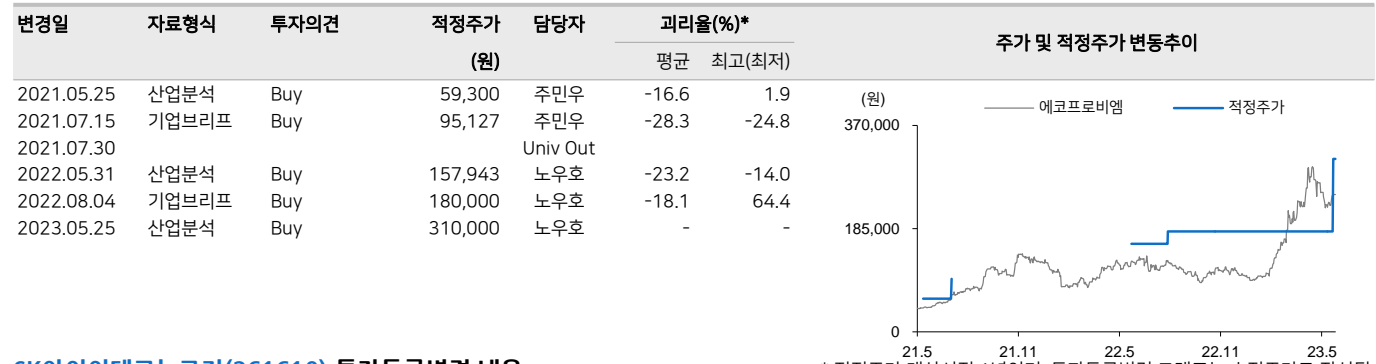 변경일 자료형식 투자의견 적정주가 담당자 괴리율(%)* 주가 및 적정주가 변동추이
(원) 평균 최고(최저)
2021.05.25 산업분석 Buy 59,300 주민우 -16.6 1.9
2021.07.15 기업브리프 Buy 95,127 주민우 -28.3 -24.8
2021.07.30 Univ Out
2022.05.31 산업분석 Buy 157,943 노우호 -23.2 -14.0
2022.08.04 기업브리프 Buy 180,000 노우호 -18.1 64.4
2023.05.25 산업분석 Buy 310,000 노우호 - -
(원) 에코프로비엠 적정주가
370,000
185,000
0
21.5 21.11 22.5 22.11 23.5